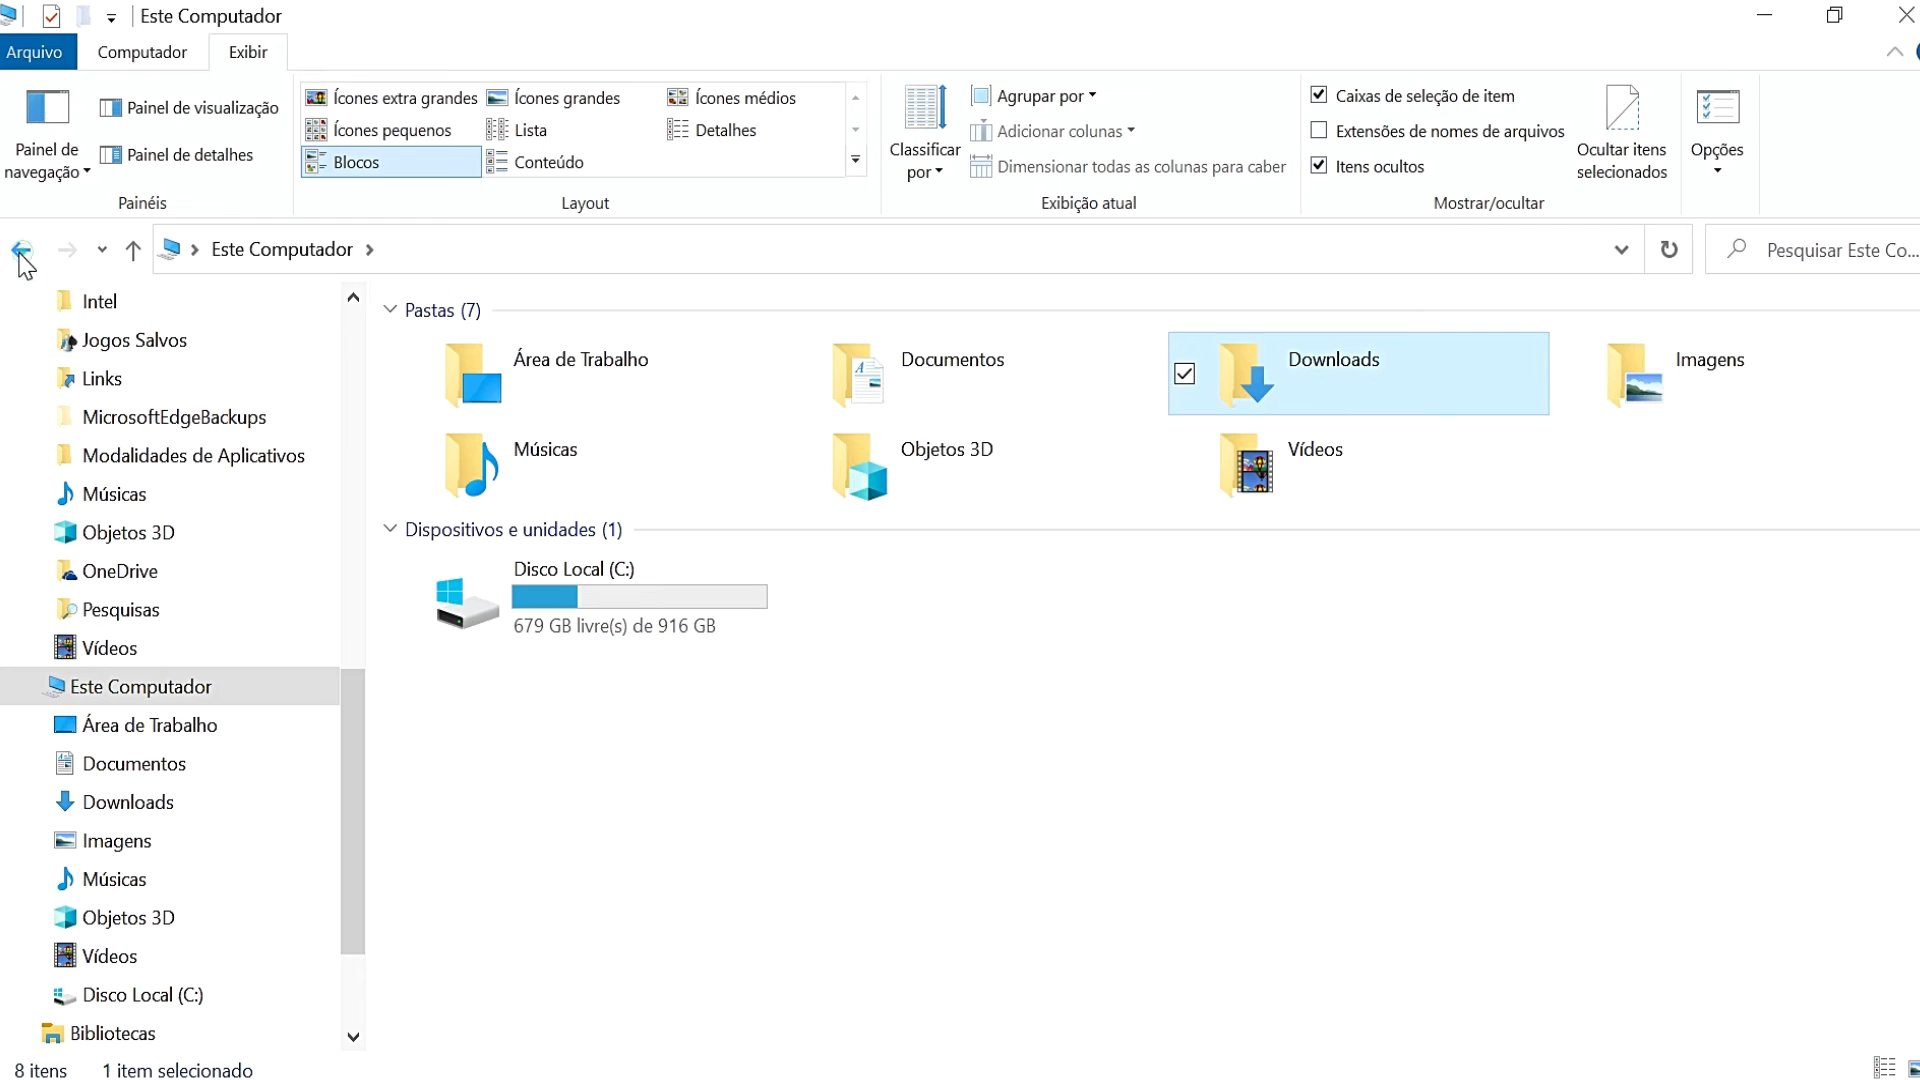 Este Computador
Arquivo Computador Exibir
Painel de navegação
Painel de visualização
Painel de detalhes
Painéis
Ícones extra grandes Ícones grandes Ícones médios
Ícones pequenos Lista Detalhes
Blocos Conteúdo
Layout
Classificar por
Agrupar por
Adicionar colunas
Dimensionar todas as colunas para caber
Exibição atual
Caixas de seleção de item
Extensões de nomes de arquivos
Itens ocultos
Ocultar itens selecionados
Mostrar/ocultar
Opções
Este Computador
Pesquisar Este Co...
Intel
Jogos Salvos
Links
MicrosoftEdgeBackups
Modalidades de Aplicativos
Músicas
Objetos 3D
OneDrive
Pesquisas
Vídeos
Este Computador
Área de Trabalho
Documentos
Downloads
Imagens
Músicas
Objetos 3D
Vídeos
Disco Local (C:)
Bibliotecas
Pastas (7)
Área de Trabalho Documentos Downloads Imagens
Músicas Objetos 3D Vídeos
Dispositivos e unidades (1)
Disco Local (C:)
679 GB livre(s) de 916 GB
8 itens 1 item selecionado